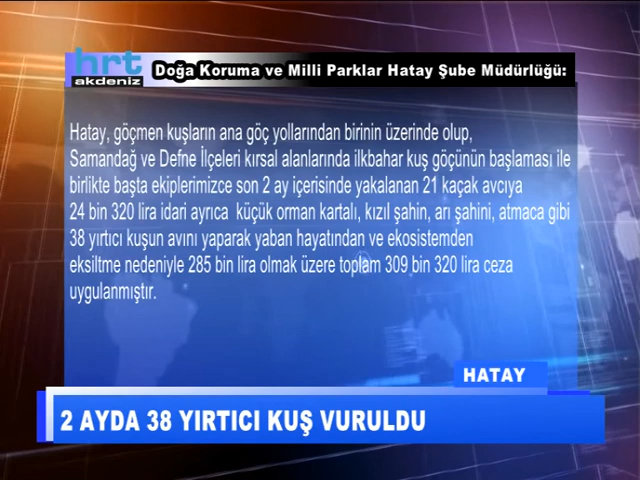 hrt
akdeniz
Doğa Koruma ve Milli Parklar Hatay Şube Müdürlüğü:
Hatay, göçmen kuşların ana göç yollarından birinin üzerinde olup,
Samandağ ve Defne İlçeleri kırsal alanlarında ilkbahar kuş göçünün başlaması ile
birlikte başta ekiplerimizce son 2 ay içerisinde yakalanan 21 kaçak avcıya
24 bin 320 lira idari ayrıca küçük orman kartalı, kızıl şahin, arı şahini, atmaca gibi
38 yırtıcı kuşun avını yaparak yaban hayatından ve ekosistemden
eksiltme nedeniyle 285 bin lira olmak üzere toplam 309 bin 320 lira ceza
uygulanmıştır.
HATAY
2 AYDA 38 YIRTICI KUŞ VURULDU